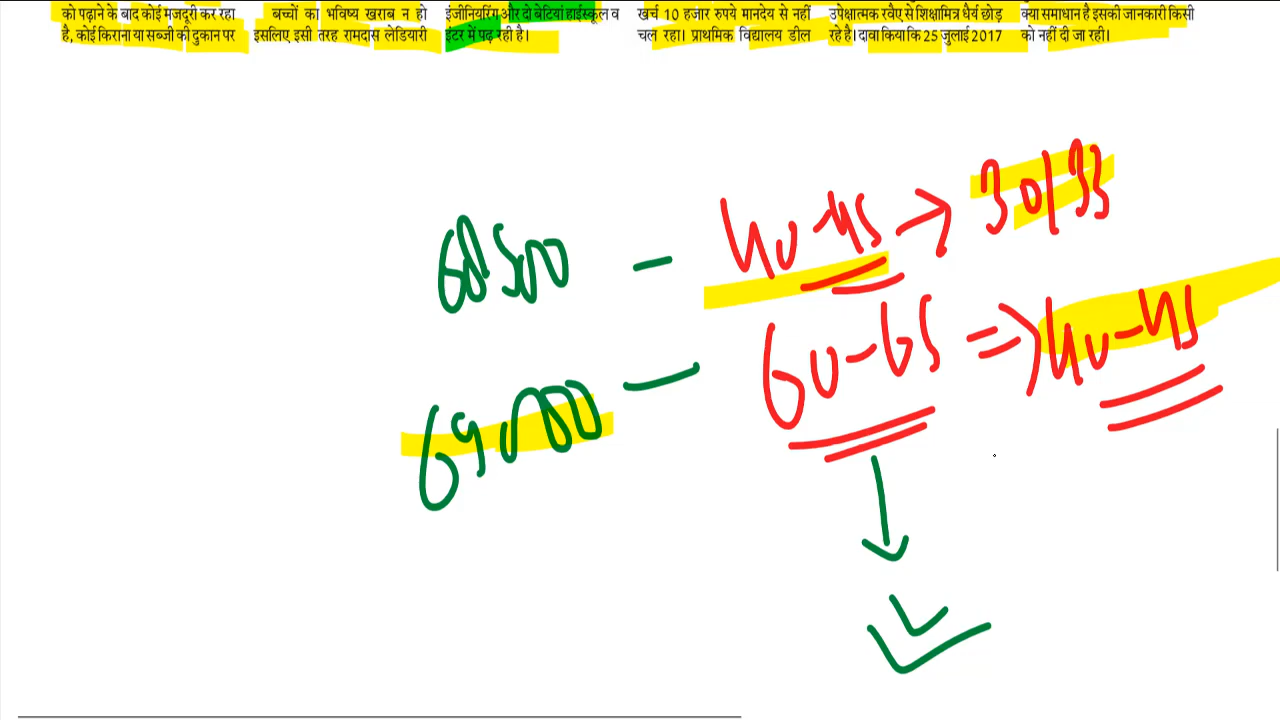 को पढ़ाने के बाद कोई मजदूरी कर रहा
है, कोई किराना या सब्जी की दुकान पर
बच्चों का भविष्य खराब न हो
इसलिए इसी तरह रामदास लेडियारी
इंजीनियरिंग और दो बेटियां हाईस्कूल व
इंटर में पढ़ रही है।
खर्च 10 हजार रुपये मानदेय से नहीं
चल रहा। प्राथमिक विद्यालय डील
उपेक्षात्मक रवैए से शिक्षामित्र धैर्य छोड़
रहे है। दावा किया कि 25 जुलाई 2017
क्या समाधान है इसकी जानकारी किसी
को नहीं दी जा रही।
68500 - 40-45 → 30/33
69000 - 60-65 ⇒ 40-45